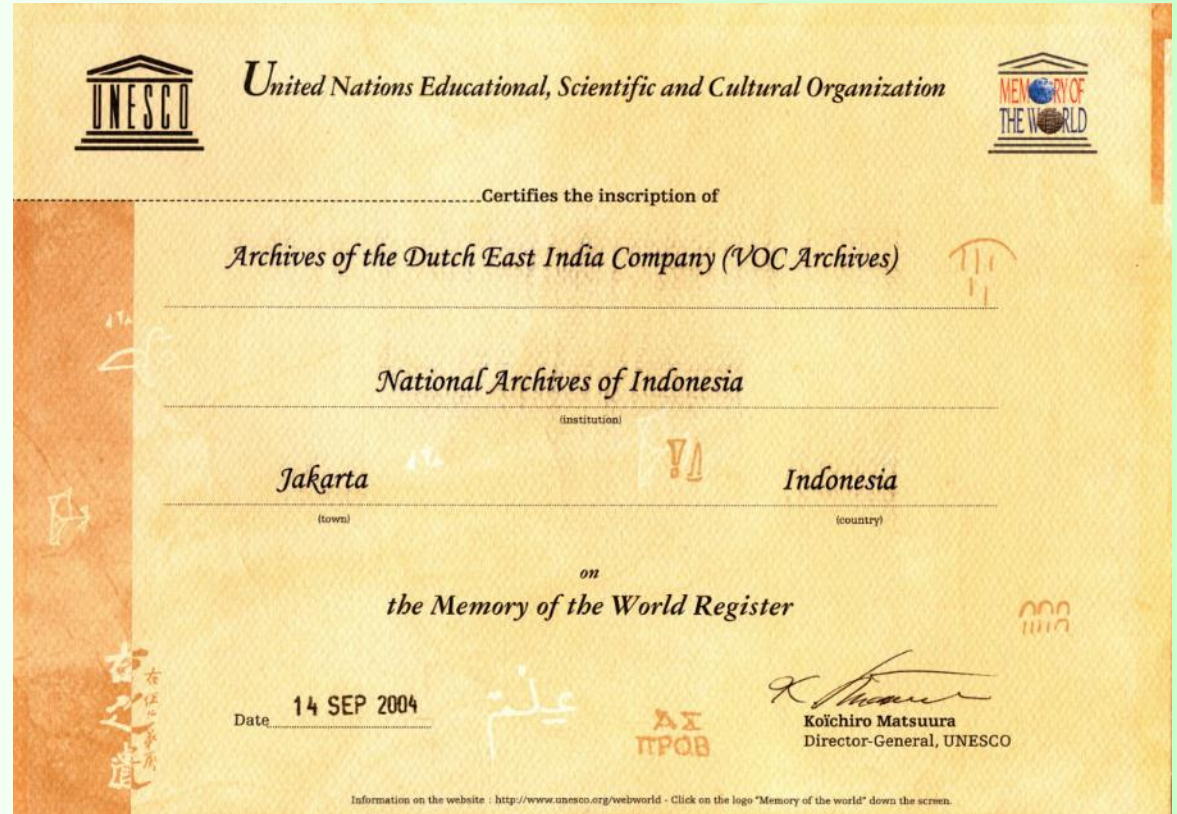 UNESCO
United Nations Educational, Scientific and Cultural Organization
MEMORY OF
THE WORLD
Certifies the inscription of
Archives of the Dutch East India Company (VOC Archives)
National Archives of Indonesia
(institution)
Jakarta
Indonesia
(town)
(country)
on
the Memory of the World Register
Date 14 SEP 2004
Koïchiro Matsuura
Director-General, UNESCO
ΑΣ
ΠΡΟΒ
Information on the website : http://www.unesco.org/webworld - Click on the logo "Memory of the world" down the screen.